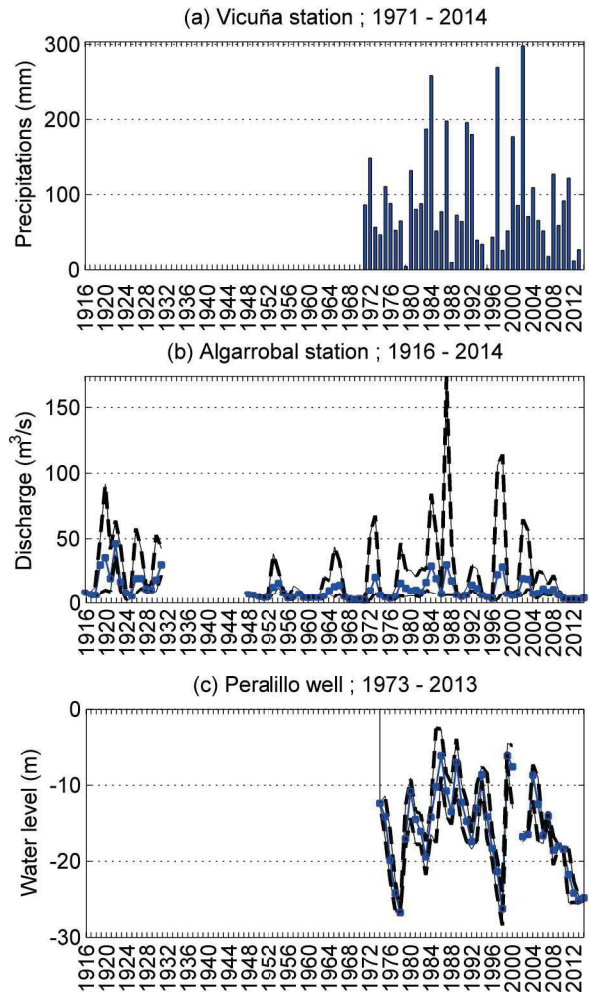 (a) Vicuña station ; 1971 - 2014
Precipitations (mm)
300
200
100
0
1916 1920 1924 1928 1932 1936 1940 1944 1948 1952 1956 1960 1964 1968 1972 1976 1980 1984 1988 1992 1996 2000 2004 2008 2012
(b) Algarrobal station ; 1916 - 2014
Discharge (m³/s)
150
100
50
0
1916 1920 1924 1928 1932 1936 1940 1944 1948 1952 1956 1960 1964 1968 1972 1976 1980 1984 1988 1992 1996 2000 2004 2008 2012
(c) Peralillo well ; 1973 - 2013
Water level (m)
0
-10
-20
-30
1916 1920 1924 1928 1932 1936 1940 1944 1948 1952 1956 1960 1964 1968 1972 1976 1980 1984 1988 1992 1996 2000 2004 2008 2012